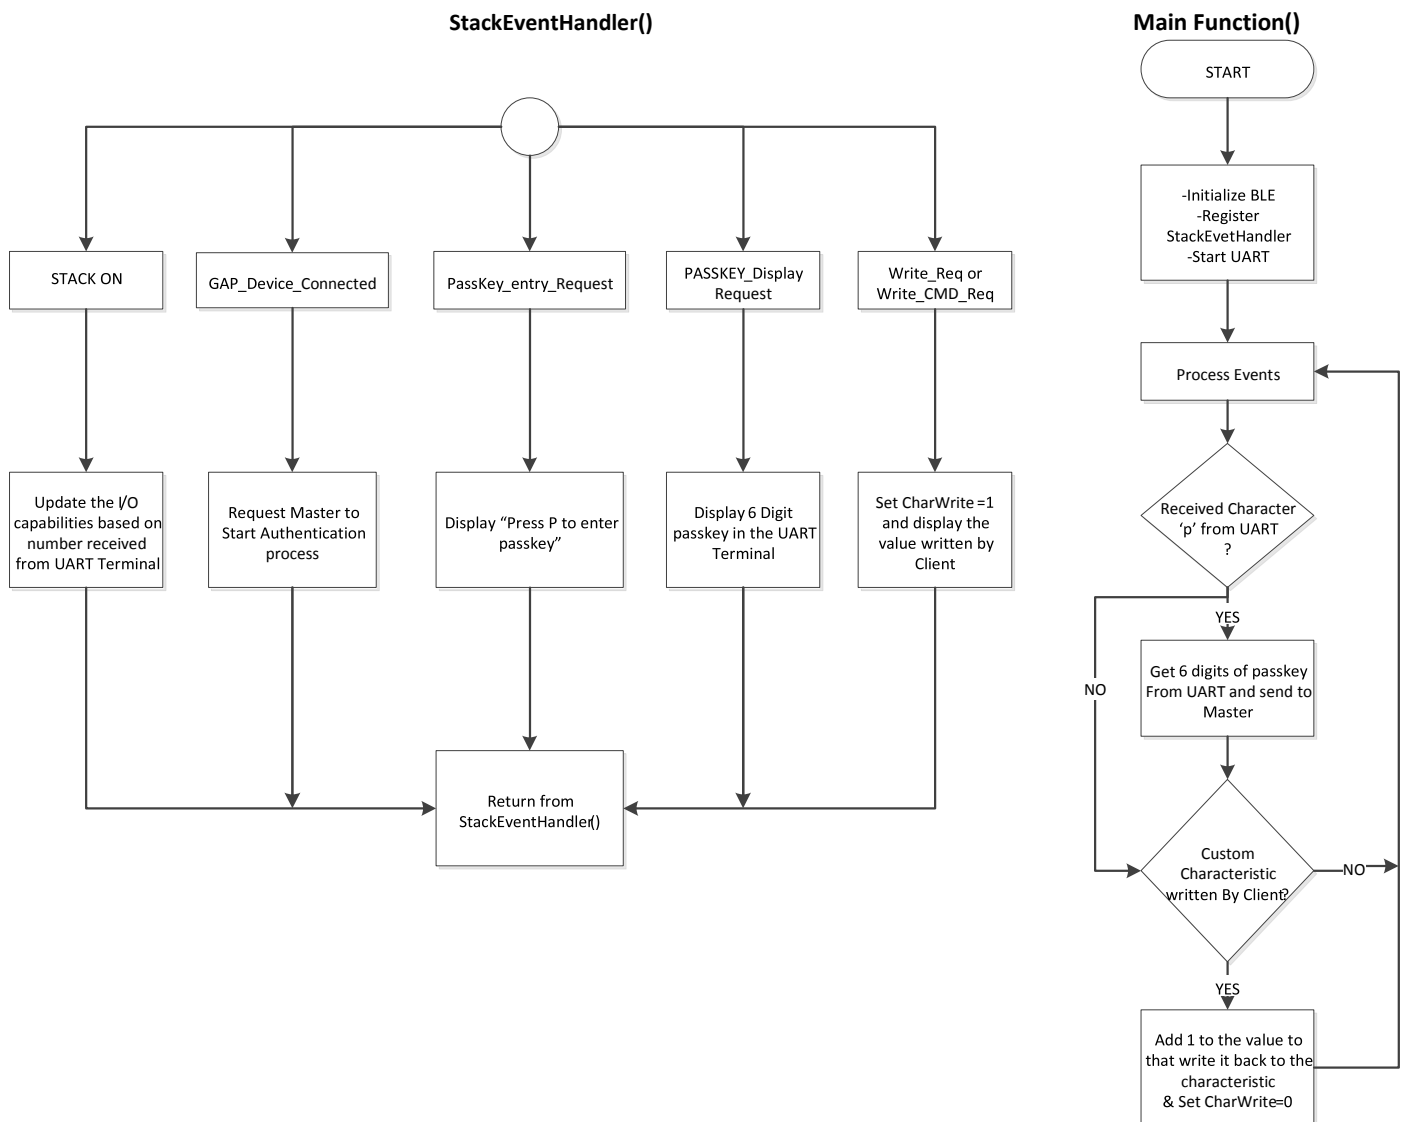 StackEventHandler()
STACK ON
GAP_Device_Connected
PassKey_entry_Request
PASSKEY_Display
Request
Write_Req or
Write_CMD_Req
Update the I/O
capabilities based on
number received
from UART Terminal
Request Master to
Start Authentication
process
Display “Press P to enter
passkey”
Display 6 Digit
passkey in the UART
Terminal
Set CharWrite=1
and display the
value written by
Client
Return from
StackEventHandler()
Main Function()
START
-Initialize BLE
-Register
StackEvetHandler
-Start UART
Process Events
Received Character
‘p’ from UART
?
YES
NO
Get 6 digits of passkey
From UART and send to
Master
Custom
Characteristic
written By Client?
NO
YES
Add 1 to the value to
that write it back to the
characteristic
& Set CharWrite=0